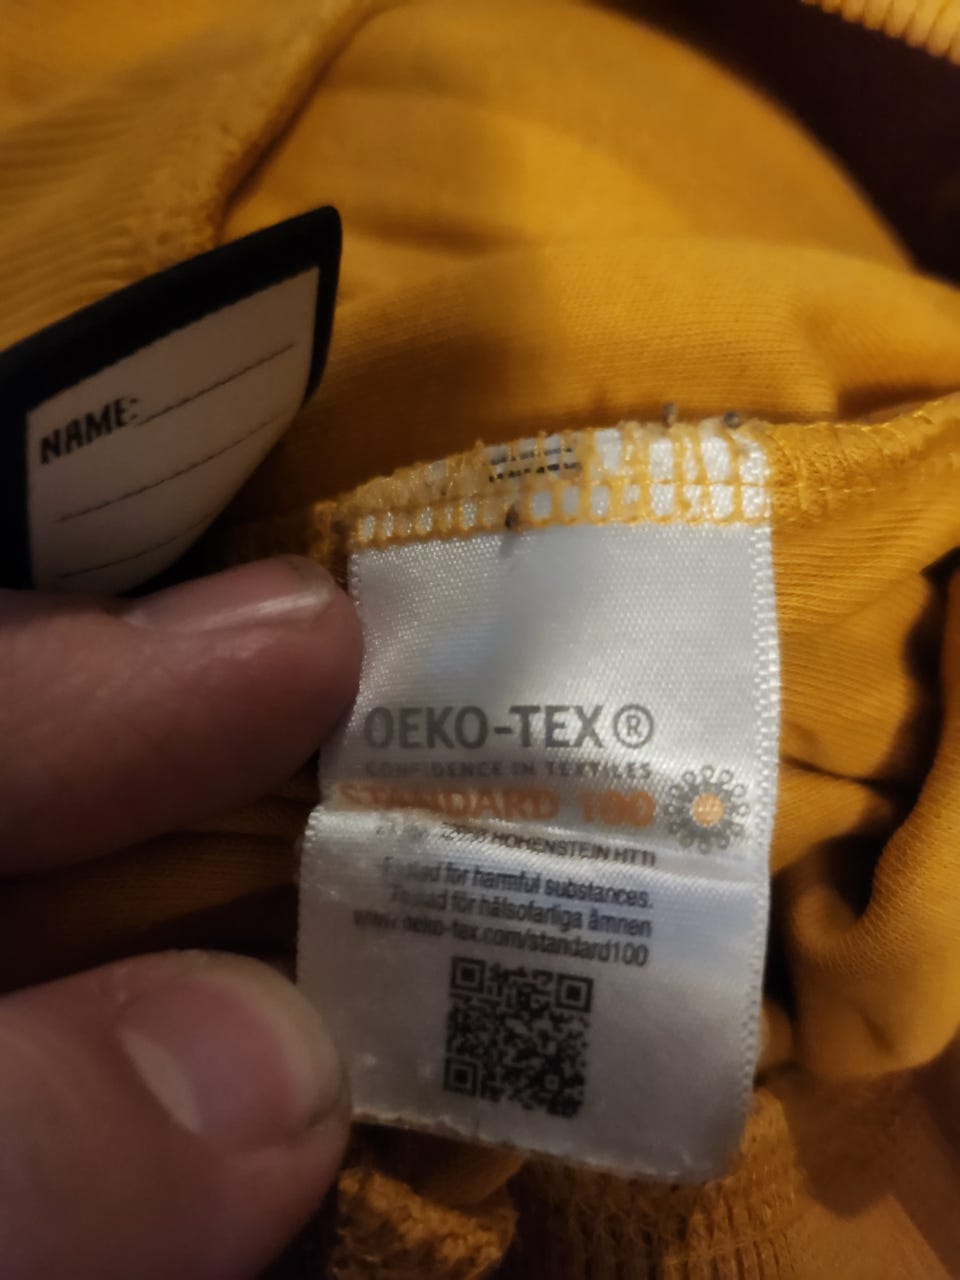 NAME:
OEKO-TEX®
CONFIDENCE IN TEXTILES
STANDARD 100
HOHENSTEIN HTTI
Tested for harmful substances.
Testad för hälsofarliga ämnen
www.oeko-tex.com/standard100